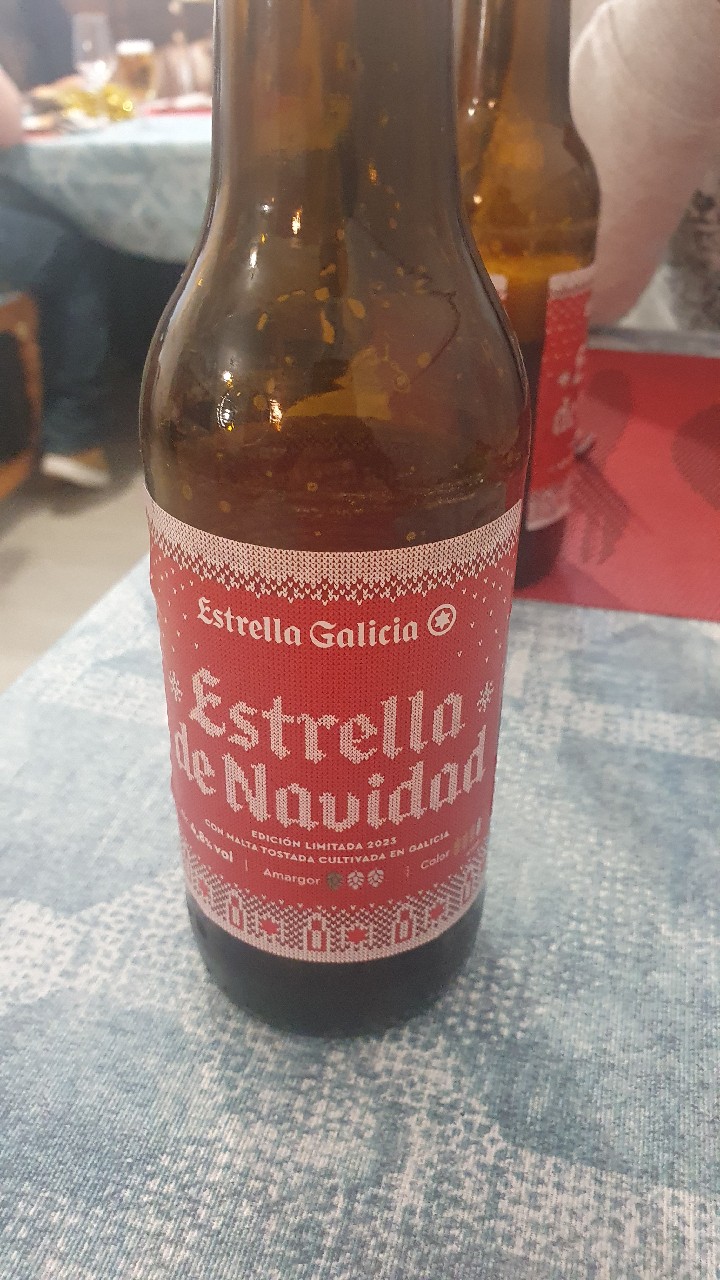 Estrella Galicia
Estrella
de Navidad
EDICIÓN LIMITADA 2023
CON MALTA TOSTADA CULTIVADA EN GALICIA
4,8% vol
Amargor
Color